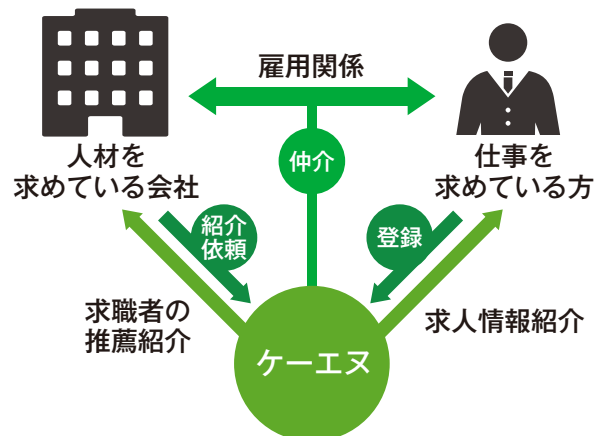 雇用関係
人材を
求めている会社
仲介
仕事を
求めている方
紹介
依頼
登録
求職者の
推薦紹介
求人情報紹介
ケーエヌ